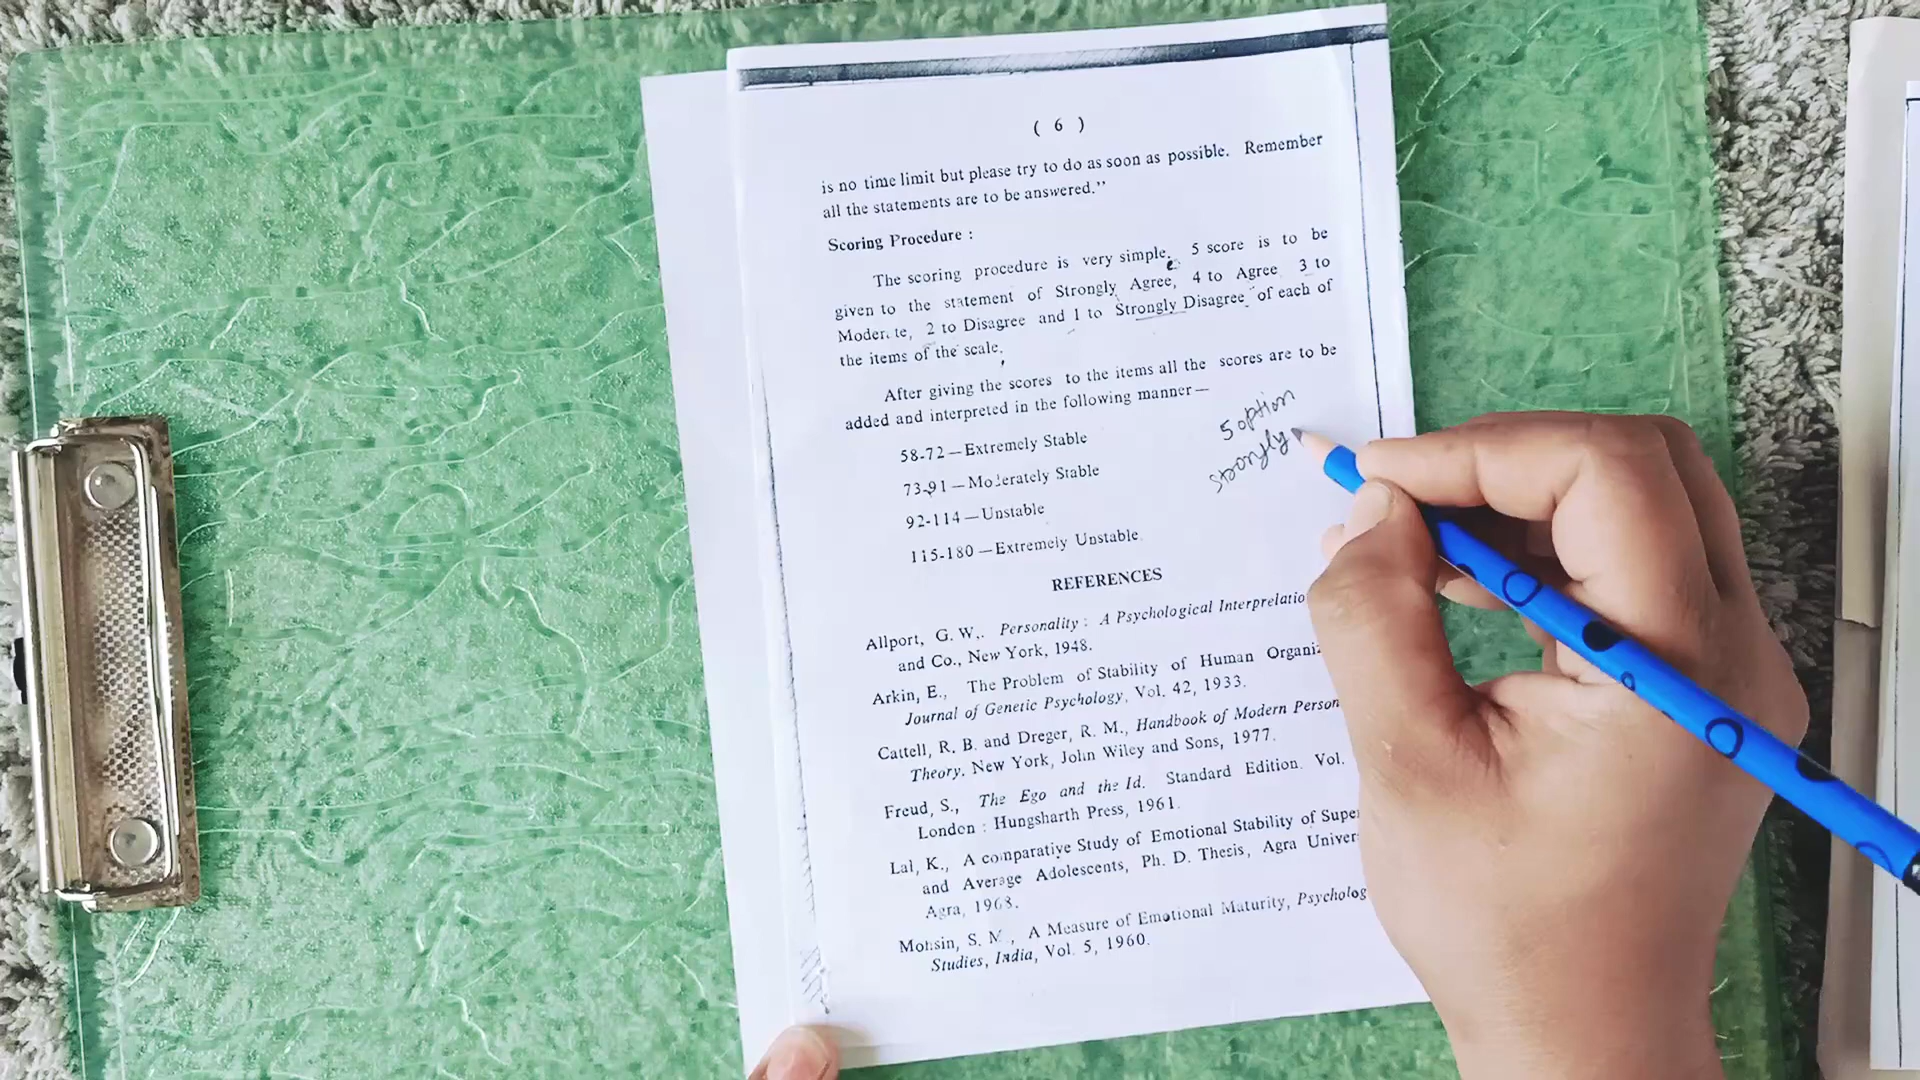 ( 6 )
is no time limit but please try to do as soon as possible. Remember
all the statements are to be answered.”
Scoring Procedure :
The scoring procedure is very simple. 5 score is to be
given to the statement of Strongly Agree, 4 to Agree 3 to
Moderate, 2 to Disagree and 1 to Strongly Disagree of each of
the items of the scale.
After giving the scores to the items all the scores are to be
added and interpreted in the following manner—
58-72—Extremely Stable
73-91—Moderately Stable
92-114—Unstable
115-180—Extremely Unstable
5 option
strongly
REFERENCES
Allport, G. W,. Personality : A Psychological
and Co., New York, 1948.
Arkin, E., The Problem of Stability of Human
Journal of Genetic Psychology, Vol. 42, 1933.
Cattell, R. B. and Dreger, R. M., Handbook of Modern
Theory. New York, John Wiley and Sons, 1977.
Freud, S., The Ego and the Id. Standard Edition. Vol.
London : Hungsharth Press, 1961.
Lal, K., A comparative Study of Emotional Stability of
and Average Adolescents, Ph. D. Thesis, Agra
Agra, 1968.
Mohsin, S. M., A Measure of Emotional Maturity,
Studies, India, Vol. 5, 1960.